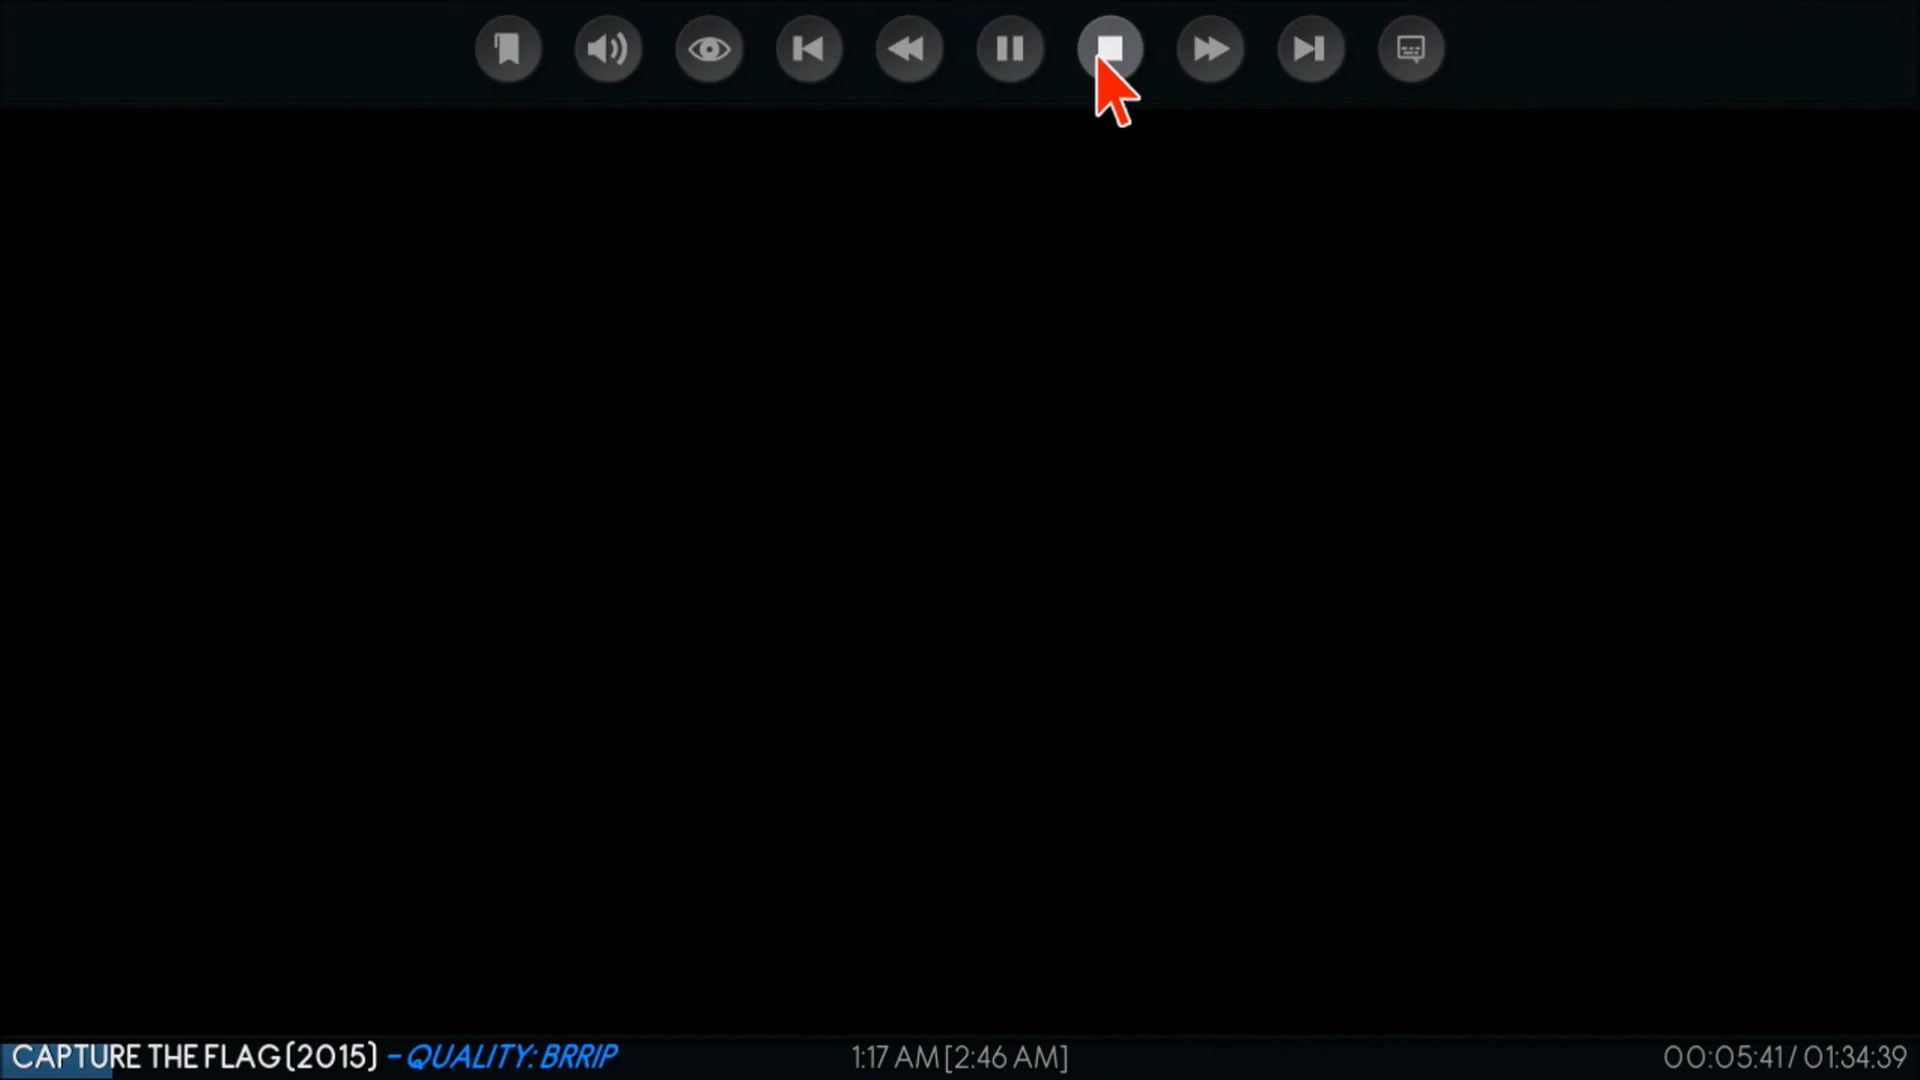 CAPTURE THE FLAG (2015) - QUALITY: BRRIP
1:17 AM [2:46 AM]
00:05:41 / 01:34:39